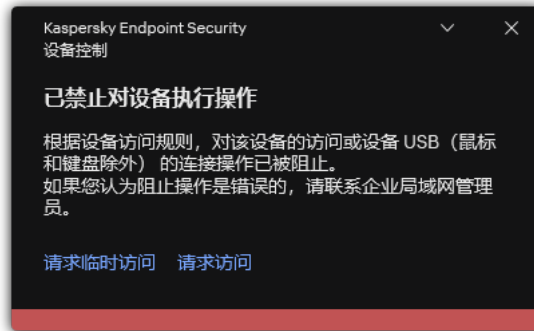 Kaspersky Endpoint Security
设备控制
已禁止对设备执行操作
根据设备访问规则，对该设备的访问或设备 USB（鼠标
和键盘除外） 的连接操作已被阻止。
如果您认为阻止操作是错误的，请联系企业局域网管理
员。
请求临时访问 请求访问